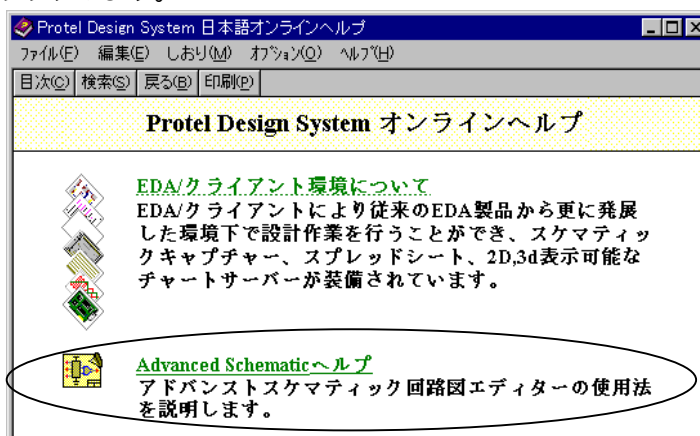 Protel Design System 日本語オンラインヘルプ
ファイル(F) 編集(E) しおり(M) オプション(O) ヘルプ(H)
目次(C) 検索(S) 戻る(B) 印刷(P)
Protel Design System オンラインヘルプ
EDA/クライアント環境について
EDA/クライアントにより従来のEDA製品から更に発展
した環境下で設計作業を行うことができ、スケマティッ
クキャプチャー、スプレッドシート、2D,3d表示可能な
チャートサーバーが装備されています。
Advanced Schematicヘルプ
アドバンストスケマティック回路図エディターの使用法
を説明します。